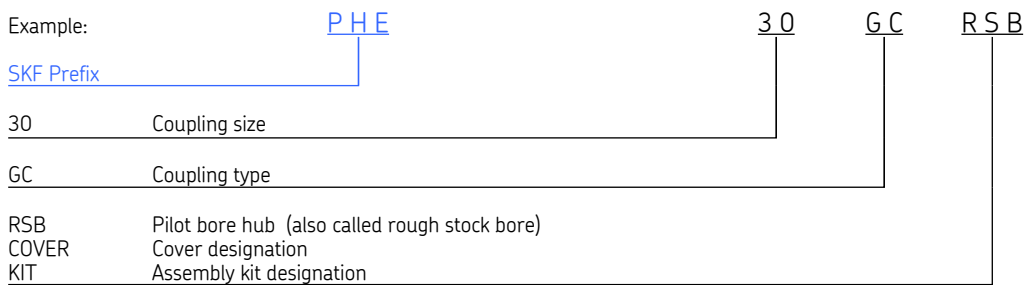 Example: P H E 3 0 G C R S B
SKF Prefix
30 Coupling size
GC Coupling type
RSB Pilot bore hub (also called rough stock bore)
COVER Cover designation
KIT Assembly kit designation